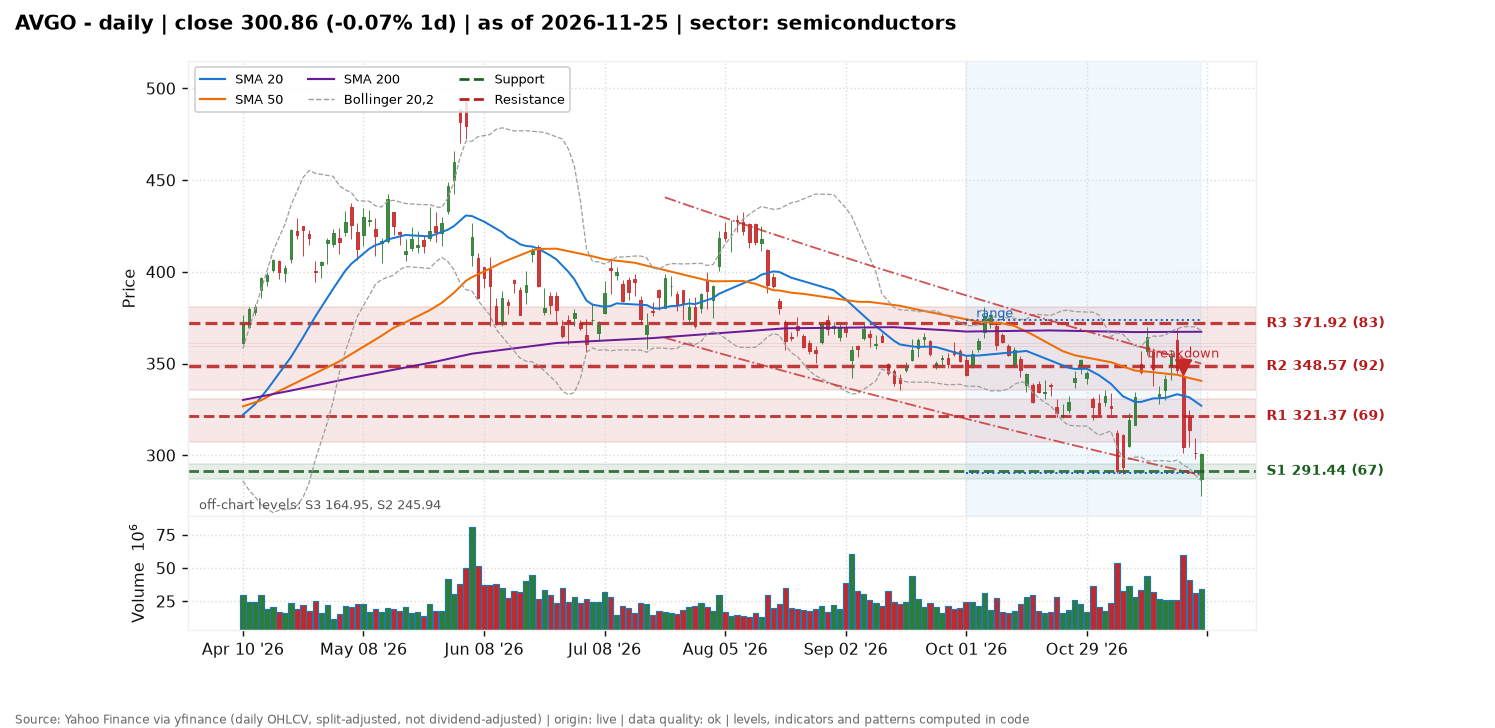 AVGO - daily | close 300.86 (-0.07% 1d) | as of 2026-11-25 | sector: semiconductors
SMA 20
SMA 50
SMA 200
Bollinger 20,2
Support
Resistance
Price
500
450
400
350
300
range
breakdown
R3 371.92 (83)
R2 348.57 (92)
R1 321.37 (69)
S1 291.44 (67)
off-chart levels: S3 164.95, S2 245.94
Volume 10⁶
75
50
25
Apr 10 '26
May 08 '26
Jun 08 '26
Jul 08 '26
Aug 05 '26
Sep 02 '26
Oct 01 '26
Oct 29 '26
Source: Yahoo Finance via yfinance (daily OHLCV, split-adjusted, not dividend-adjusted) | origin: live | data quality: ok | levels, indicators and patterns computed in code